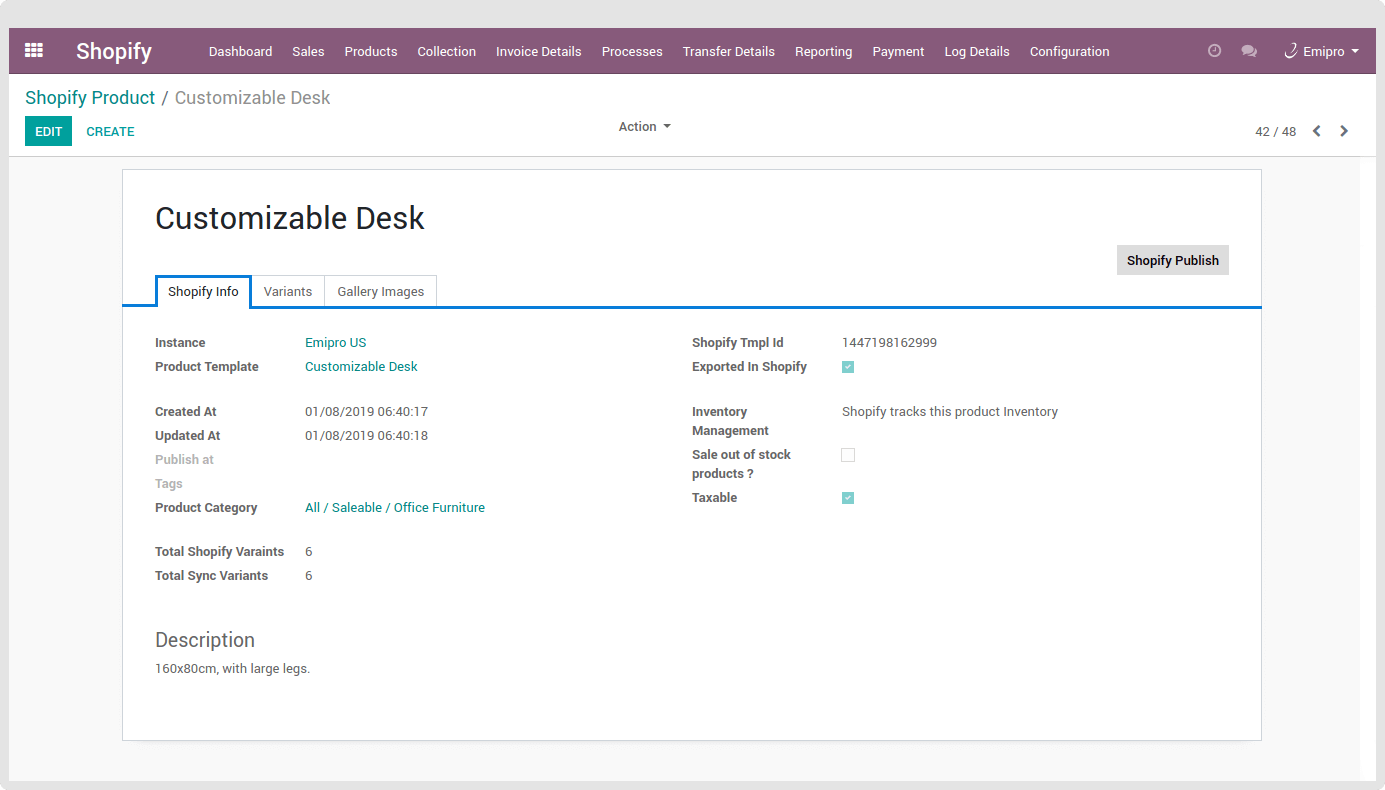 Shopify Dashboard Sales Products Collection Invoice Details Processes Transfer Details Reporting Payment Log Details Configuration Emipro
Shopify Product / Customizable Desk
EDIT CREATE Action 42 / 48
Customizable Desk
Shopify Publish
Shopify Info Variants Gallery Images
Instance Emipro US Shopify Tmpl Id 1447198162999
Product Template Customizable Desk Exported In Shopify
Created At 01/08/2019 06:40:17 Inventory Management Shopify tracks this product Inventory
Updated At 01/08/2019 06:40:18
Publish at Sale out of stock products ?
Tags
Product Category All / Saleable / Office Furniture Taxable
Total Shopify Varaints 6
Total Sync Variants 6
Description
160x80cm, with large legs.